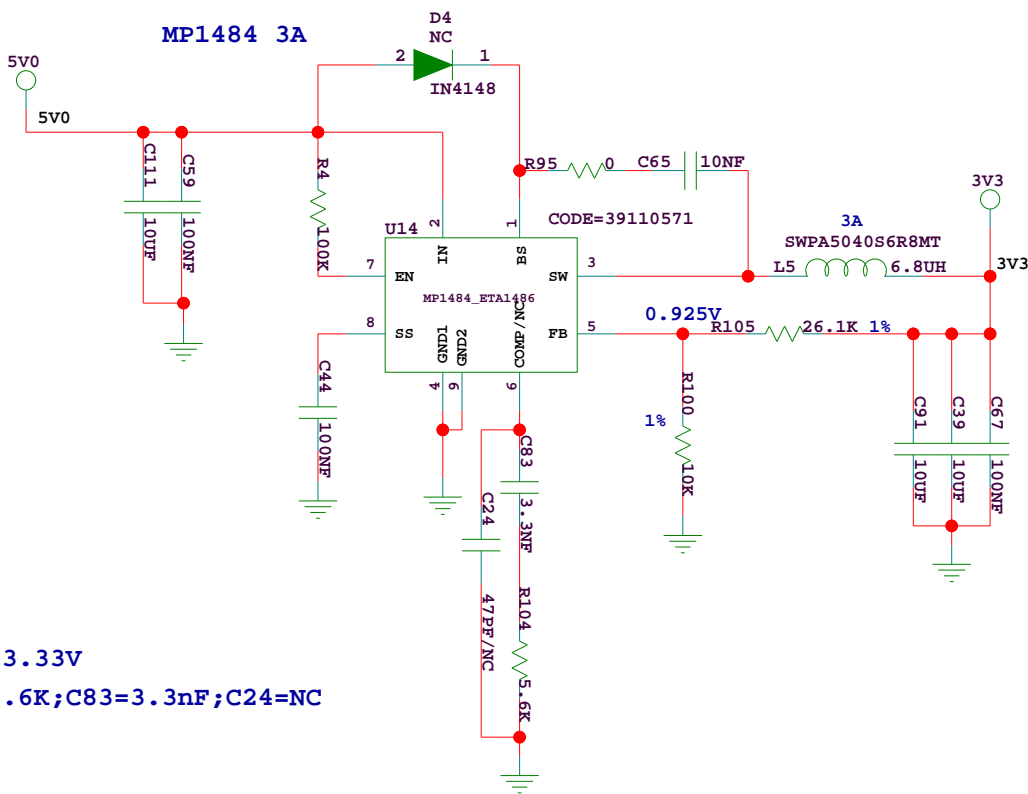 MP1484 3A
D4
NC
2
1
IN4148
5V0
5V0
C111
10UF
C59
100NF
R4
100K
R95
0
C65
10NF
CODE=39110571
U14
2
IN
1
BS
7
EN
SW
3
MP1484_ETA1486
8
SS
GND1
GND2
COMP/NC
FB
5
4
9
6
3A
SWPA5040S6R8MT
L5
6.8UH
3V3
3V3
0.925V
R105
26.1K
1%
R100
1%
10K
C91
10UF
C39
10UF
C67
100NF
C44
100NF
C83
3.3NF
C24
47PF/NC
R104
5.6K
3.33V
.6K;C83=3.3nF;C24=NC